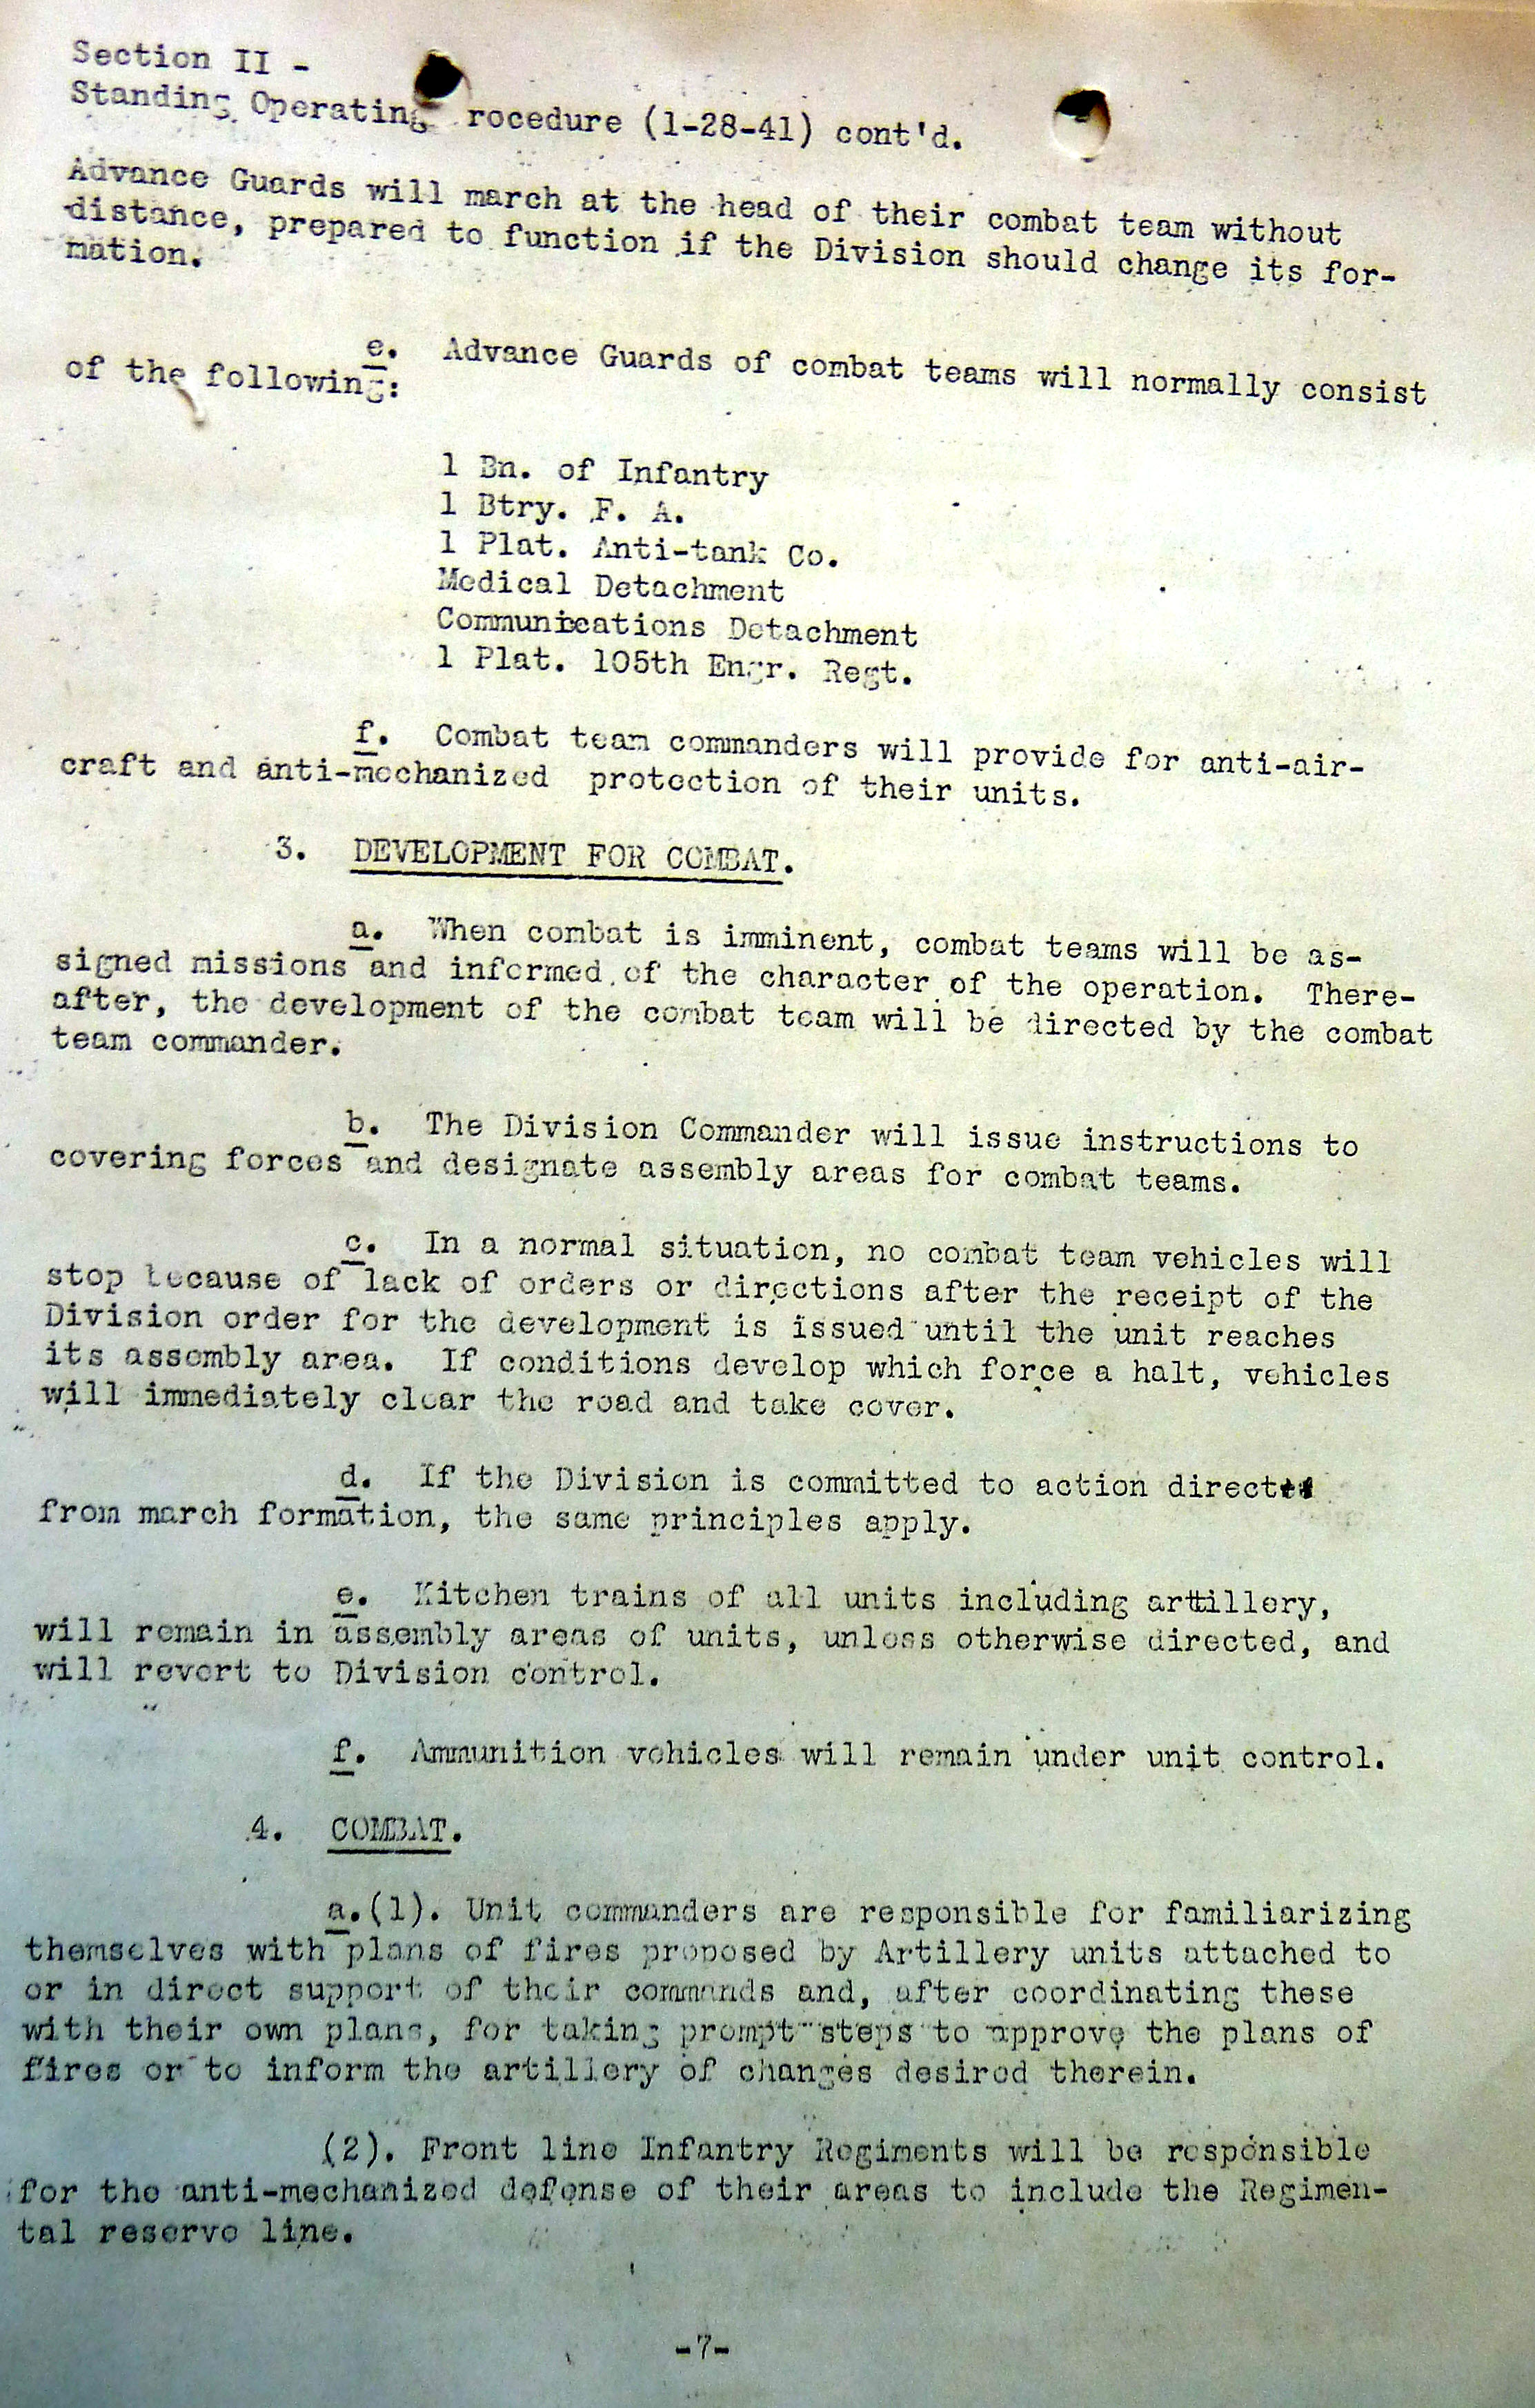 Section II -
Standing Operating rocedure (1-28-41) cont'd.
Advance Guards will march at the head of their combat team without
distance, prepared to function if the Division should change its for-
mation.
e. Advance Guards of combat teams will normally consist
of the following:
1 Bn. of Infantry
1 Btry. F. A.
1 Plat. Anti-tank Co.
Medical Detachment
Communications Detachment
1 Plat. 105th Engr. Regt.
f. Combat team commanders will provide for anti-air-
craft and anti-mechanized protection of their units.
3. DEVELOPMENT FOR COMBAT.
a. When combat is imminent, combat teams will be as-
signed missions and informed of the character of the operation. There-
after, the development of the combat team will be directed by the combat
team commander.
b. The Division Commander will issue instructions to
covering forces and designate assembly areas for combat teams.
c. In a normal situation, no combat team vehicles will
stop because of lack of orders or directions after the receipt of the
Division order for the development is issued until the unit reaches
its assembly area. If conditions develop which force a halt, vehicles
will immediately clear the road and take cover.
d. If the Division is committed to action direct
from march formation, the same principles apply.
e. Kitchen trains of all units including arttillery,
will remain in assembly areas of units, unless otherwise directed, and
will revert to Division control.
f. Ammunition vehicles will remain under unit control.
4. COMBAT.
a.(1). Unit commanders are responsible for familiarizing
themselves with plans of fires proposed by Artillery units attached to
or in direct support of their commands and, after coordinating these
with their own plans, for taking prompt steps to approve the plans of
fires or to inform the artillery of changes desired therein.
(2). Front line Infantry Regiments will be responsible
for the anti-mechanized defense of their areas to include the Regimen-
tal reserve line.
-7-